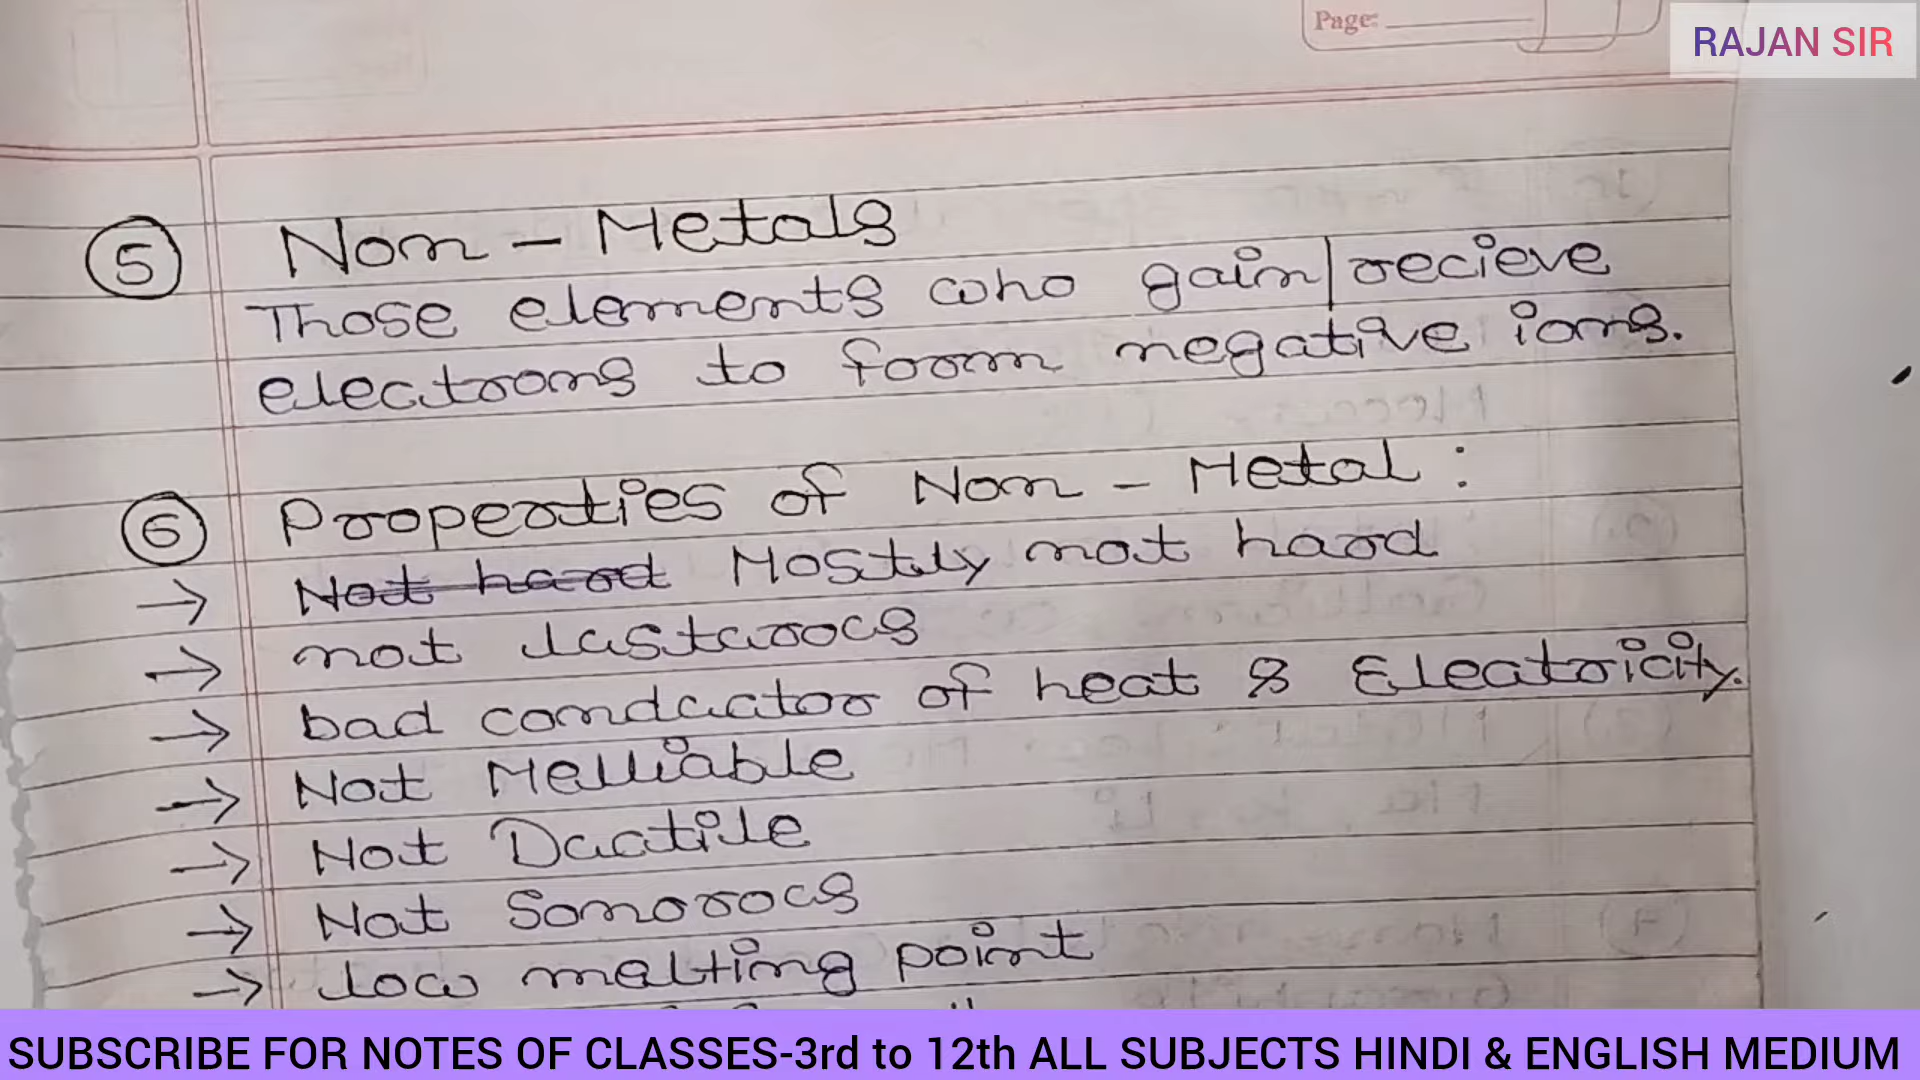 Page:
RAJAN SIR
5 Non - Metals
Those elements who gain/recieve
electrons to form negative ions.
6 Properties of Non - Metal :
→ Not hard Mostly not hard
→ not lustrous
→ bad conductor of heat & Electricity.
→ Not Melliable
→ Not Ductile
→ Not Sonorous
→ low melting point
SUBSCRIBE FOR NOTES OF CLASSES-3rd to 12th ALL SUBJECTS HINDI & ENGLISH MEDIUM